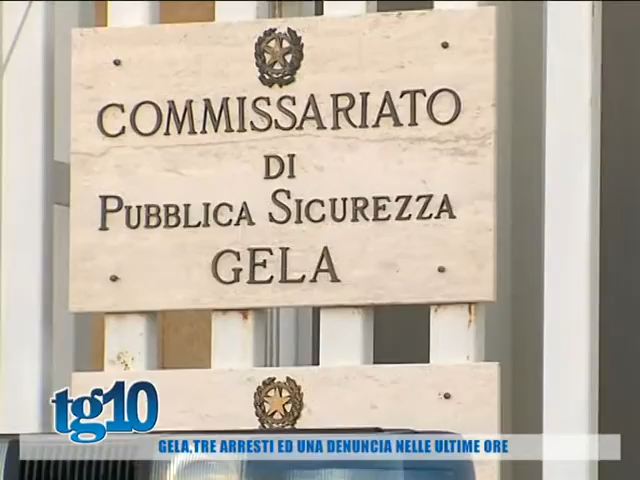 COMMISSARIATO
DI
PUBBLICA SICUREZZA
GELA
tg10
GELA,TRE ARRESTI ED UNA DENUNCIA NELLE ULTIME ORE